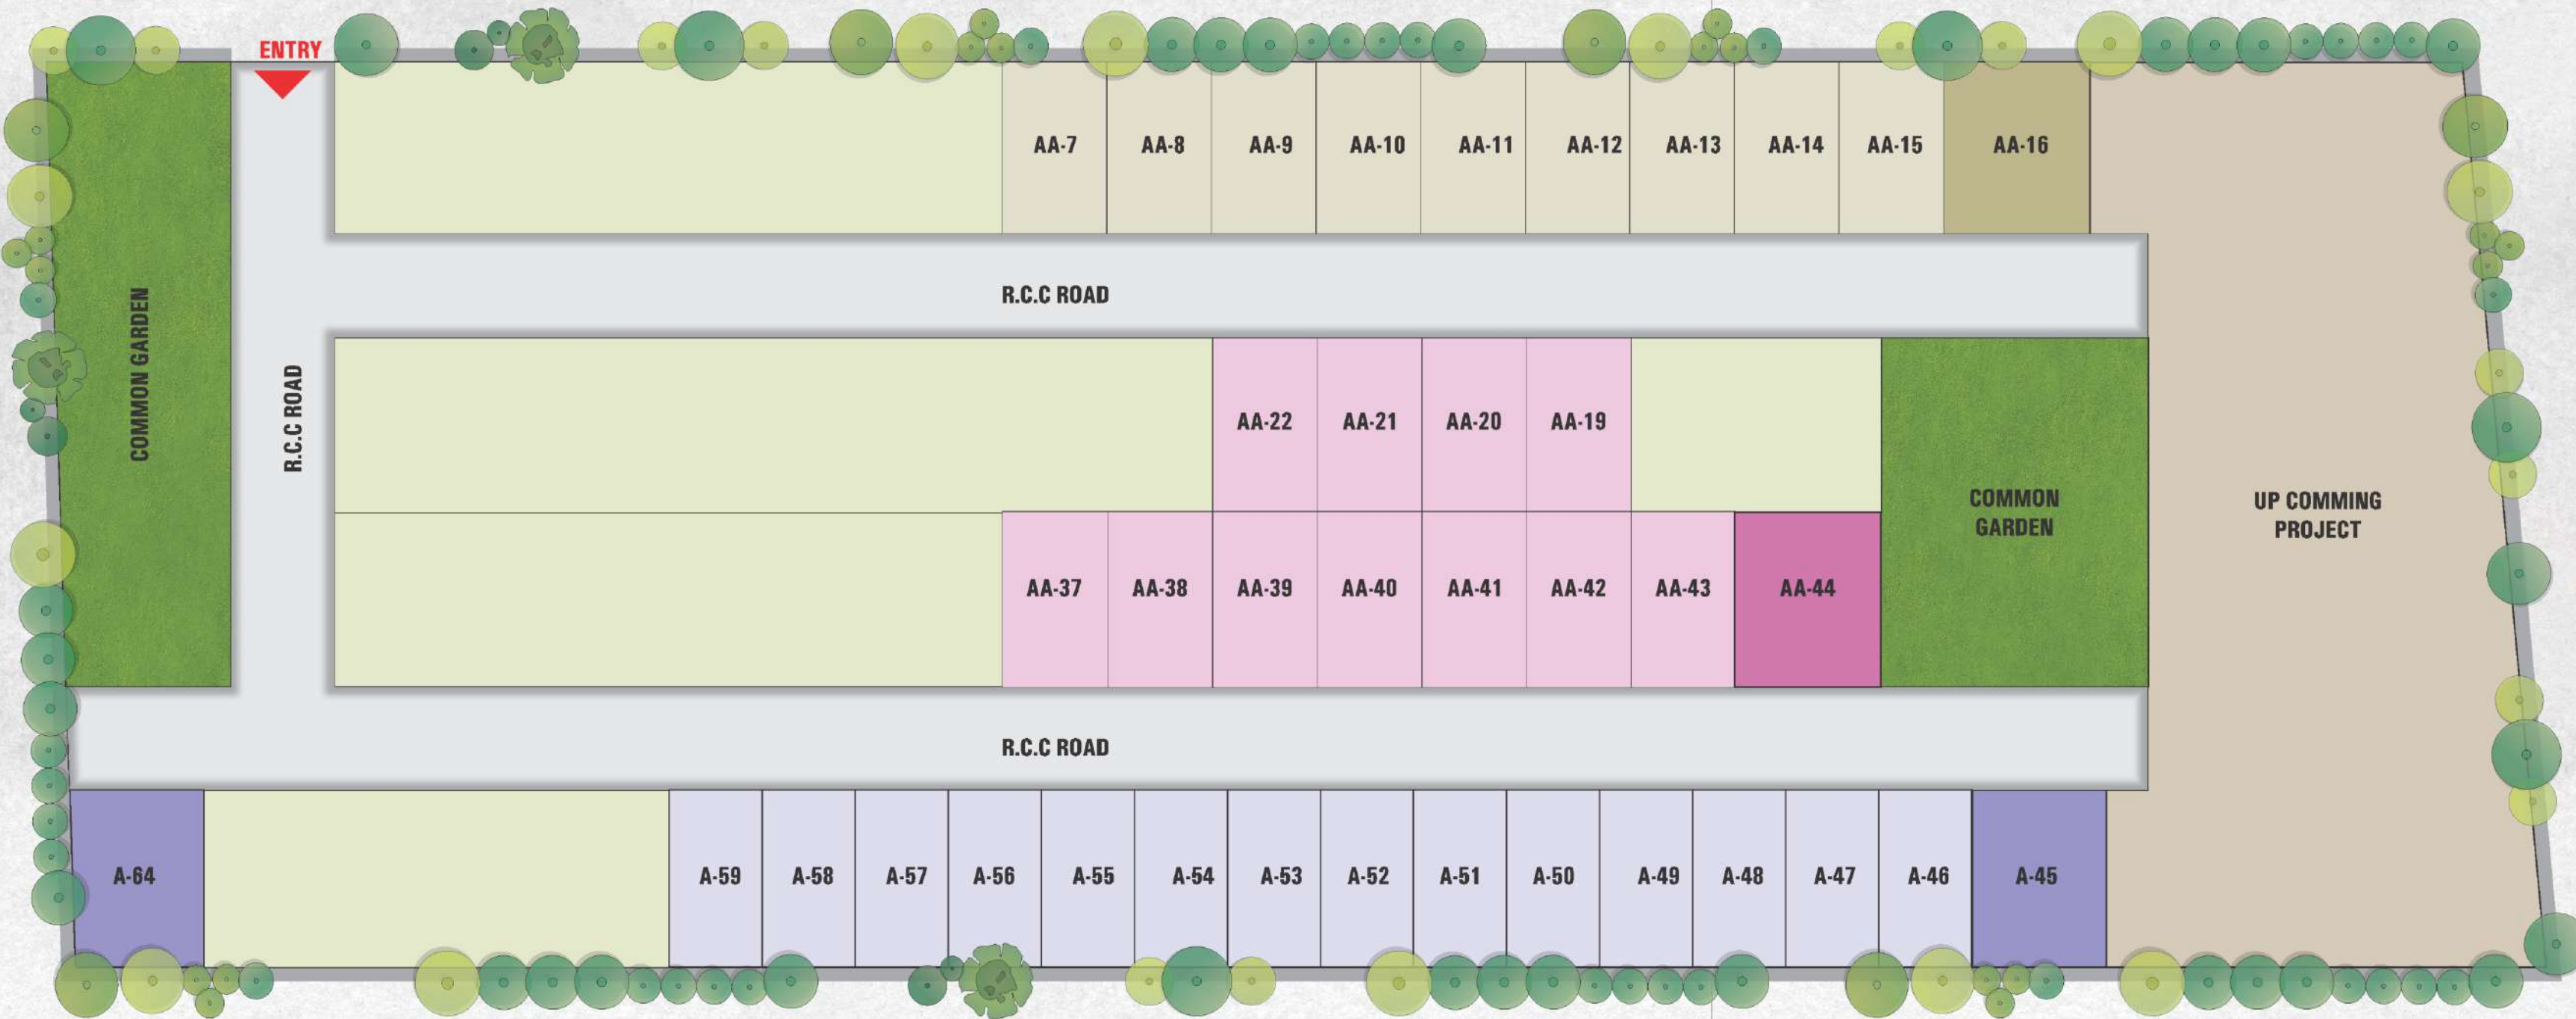 ENTRY
AA-7
AA-8
AA-9
AA-10
AA-11
AA-12
AA-13
AA-14
AA-15
AA-16
R.C.C ROAD
COMMON GARDEN
R.C.C ROAD
AA-22
AA-21
AA-20
AA-19
COMMON
GARDEN
UP COMMING
PROJECT
AA-37
AA-38
AA-39
AA-40
AA-41
AA-42
AA-43
AA-44
R.C.C ROAD
A-64
A-59
A-58
A-57
A-56
A-55
A-54
A-53
A-52
A-51
A-50
A-49
A-48
A-47
A-46
A-45